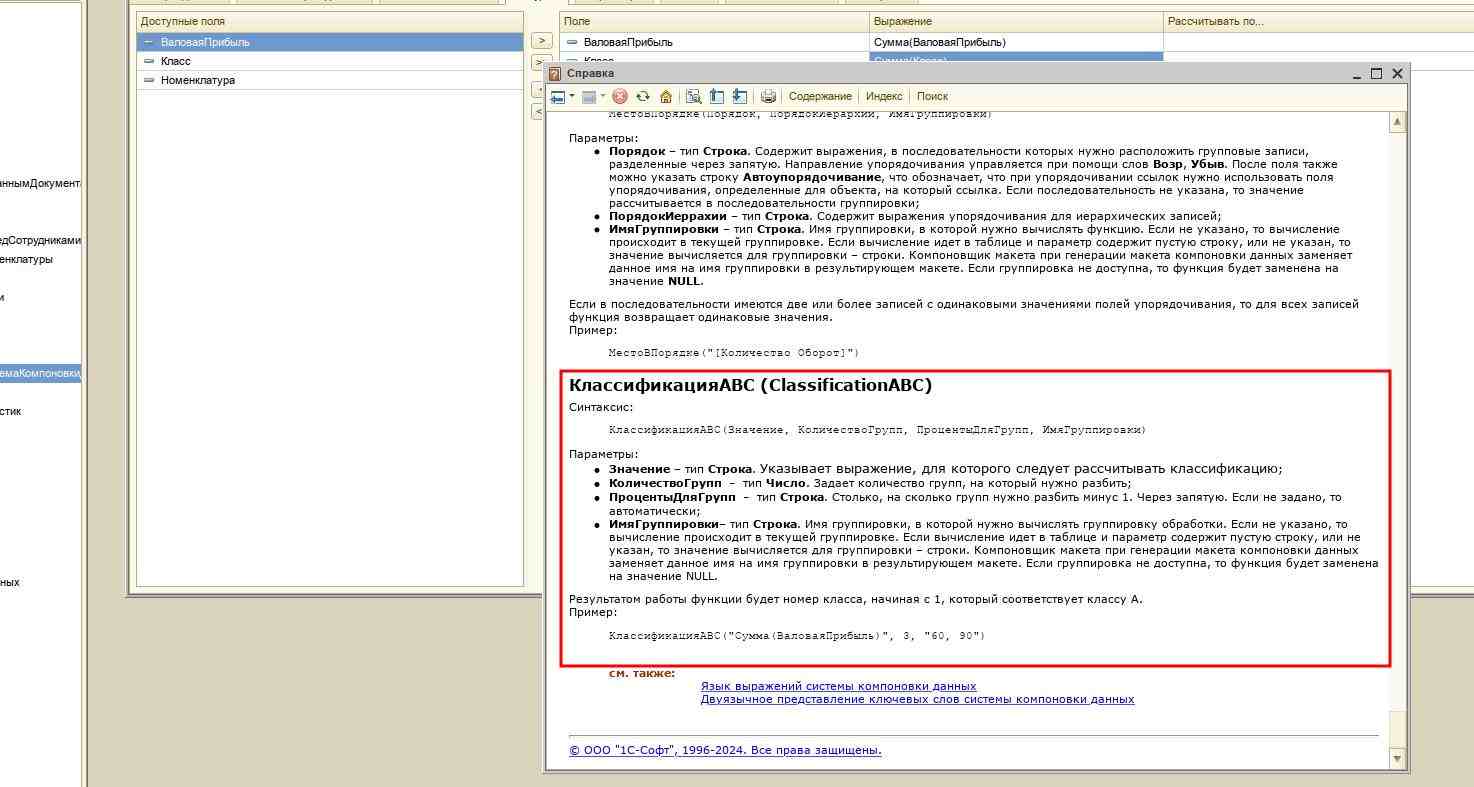 Доступные поля
ВаловаяПрибыль
Класс
Номенклатура
Поле
Выражение
Рассчитывать по...
ВаловаяПрибыль
Сумма(ВаловаяПрибыль)
Класс
Сумма(Класс)
аннымДокумент
едСотрудниками
енклатуры
и
емаКомпоновки
стик
ных
Справка
Содержание
Индекс
Поиск
МестоВПорядке(Порядок, ПорядокИерархии, ИмяГруппировки)
Параметры:
• Порядок – тип Строка. Содержит выражения, в последовательности которых нужно расположить групповые записи,
разделенные через запятую. Направление упорядочивания управляется при помощи слов Возр, Убыв. После поля также
можно указать строку Автоупорядочивание, что обозначает, что при упорядочивании ссылок нужно использовать поля
упорядочивания, определенные для объекта, на который ссылка. Если последовательность не указана, то значение
рассчитывается в последовательности группировки;
• ПорядокИеррахии – тип Строка. Содержит выражения упорядочивания для иерархических записей;
• ИмяГруппировки – тип Строка. Имя группировки, в которой нужно вычислять функцию. Если не указано, то вычисление
происходит в текущей группировке. Если вычисление идет в таблице и параметр содержит пустую строку, или не указан, то
значение вычисляется для группировки – строки. Компоновщик макета при генерации макета компоновки данных заменяет
данное имя на имя группировки в результирующем макете. Если группировка не доступна, то функция будет заменена на
значение NULL.
Если в последовательности имеются две или более записей с одинаковыми значениями полей упорядочивания, то для всех записей
функция возвращает одинаковые значения.
Пример:
МестоВПорядке("[Количество Оборот]")
КлассификацияABC (ClassificationABC)
Синтаксис:
КлассификацияABC(Значение, КоличествоГрупп, ПроцентыДляГрупп, ИмяГруппировки)
Параметры:
• Значение – тип Строка. Указывает выражение, для которого следует рассчитывать классификацию;
• КоличествоГрупп – тип Число. Задает количество групп, на который нужно разбить;
• ПроцентыДляГрупп – тип Строка. Столько, на сколько групп нужно разбить минус 1. Через запятую. Если не задано, то
автоматически;
• ИмяГруппировки– тип Строка. Имя группировки, в которой нужно вычислять группировку обработки. Если не указано, то
вычисление происходит в текущей группировке. Если вычисление идет в таблице и параметр содержит пустую строку, или не
указан, то значение вычисляется для группировки – строки. Компоновщик макета при генерации макета компоновки данных
заменяет данное имя на имя группировки в результирующем макете. Если группировка не доступна, то функция будет заменена
на значение NULL.
Результатом работы функции будет номер класса, начиная с 1, который соответствует классу A.
Пример:
КлассификацияABC("Сумма(ВаловаяПрибыль)", 3, "60, 90")
см. также:
Язык выражений системы компоновки данных
Двуязычное представление ключевых слов системы компоновки данных
© ООО "1С-Софт", 1996-2024. Все права защищены.